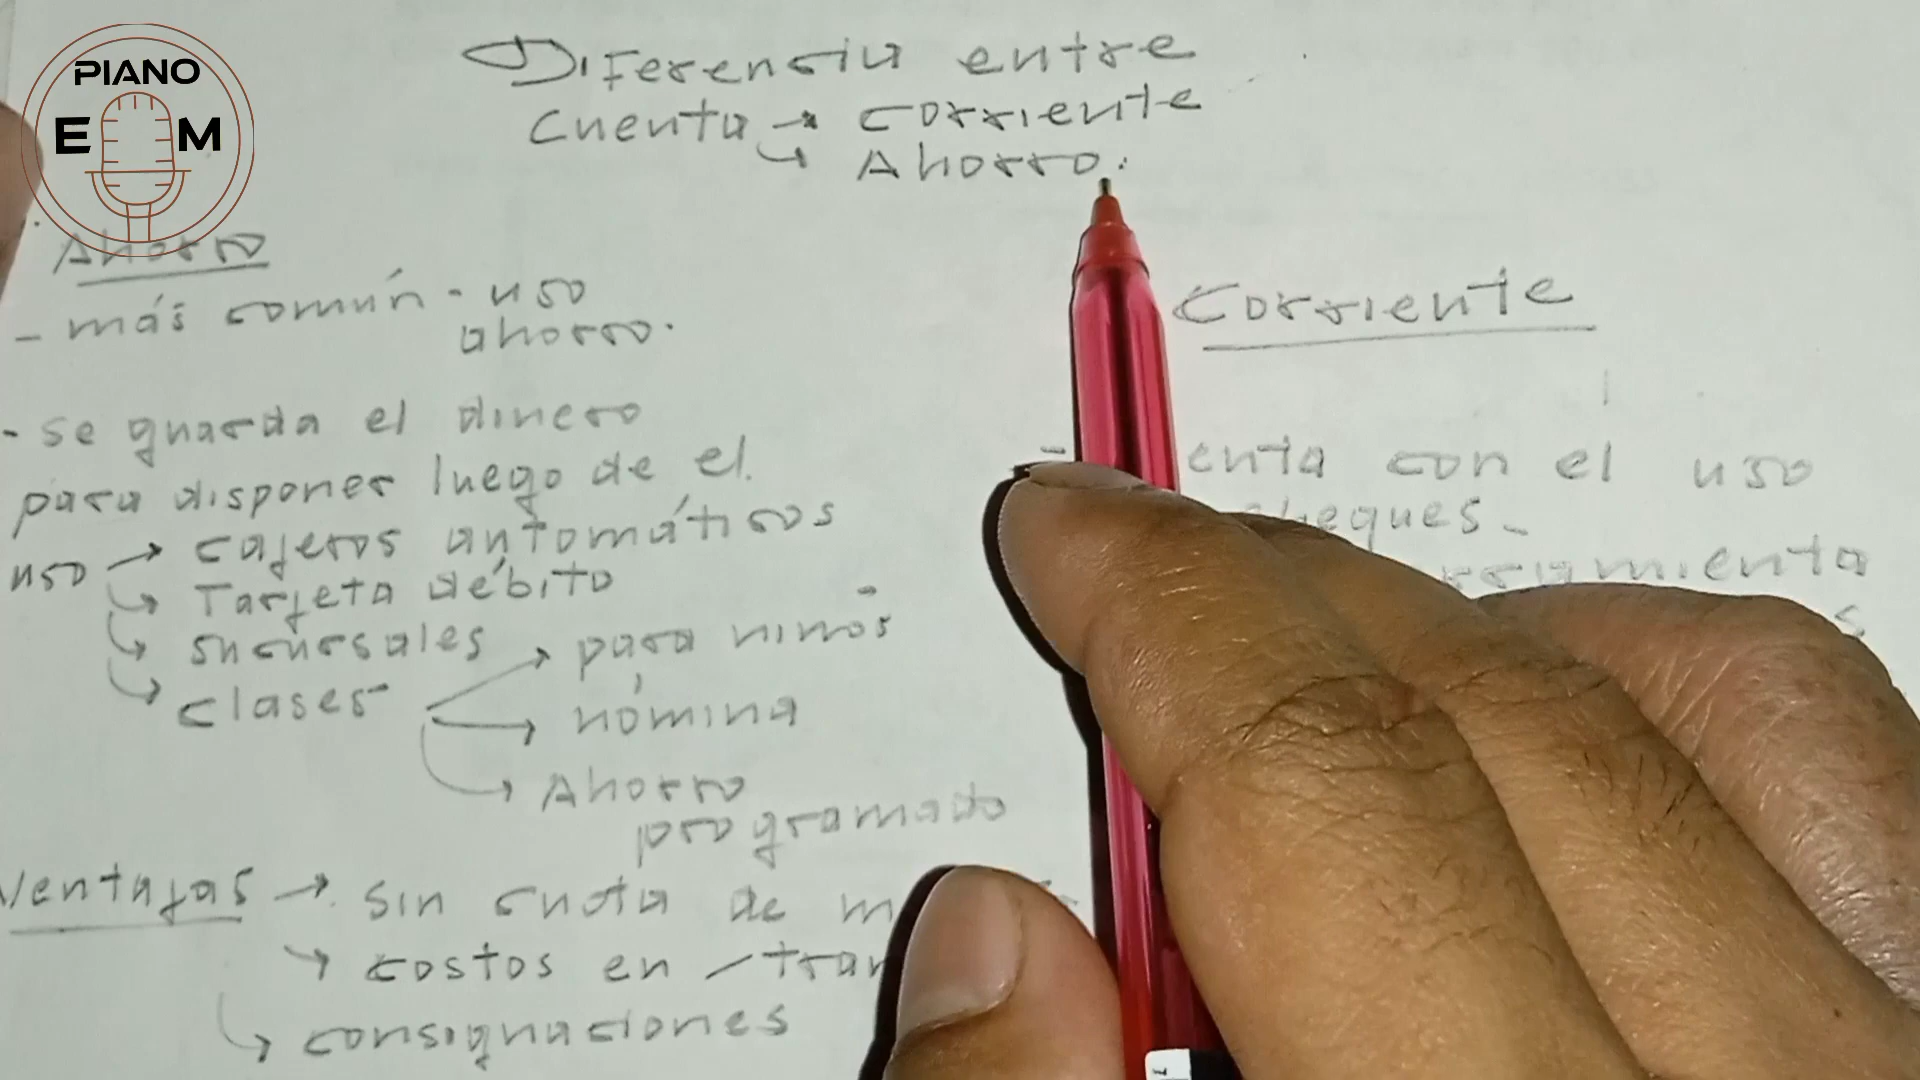 PIANO
E M
Diferencia entre
Cuenta → Corriente
↳ Ahorro.
Ahorro
- más común - uso
ahorro.
- se guarda el dinero
para disponer luego de el.
uso → cajeros automáticos
↳ Tarjeta débito
↳ sucursales
↳ clases → para niños
→ nómina
→ Ahorro
programado
Ventajas → sin cuota de
↳ costos en
↳ consignaciones
Corriente
con el uso
cheques.